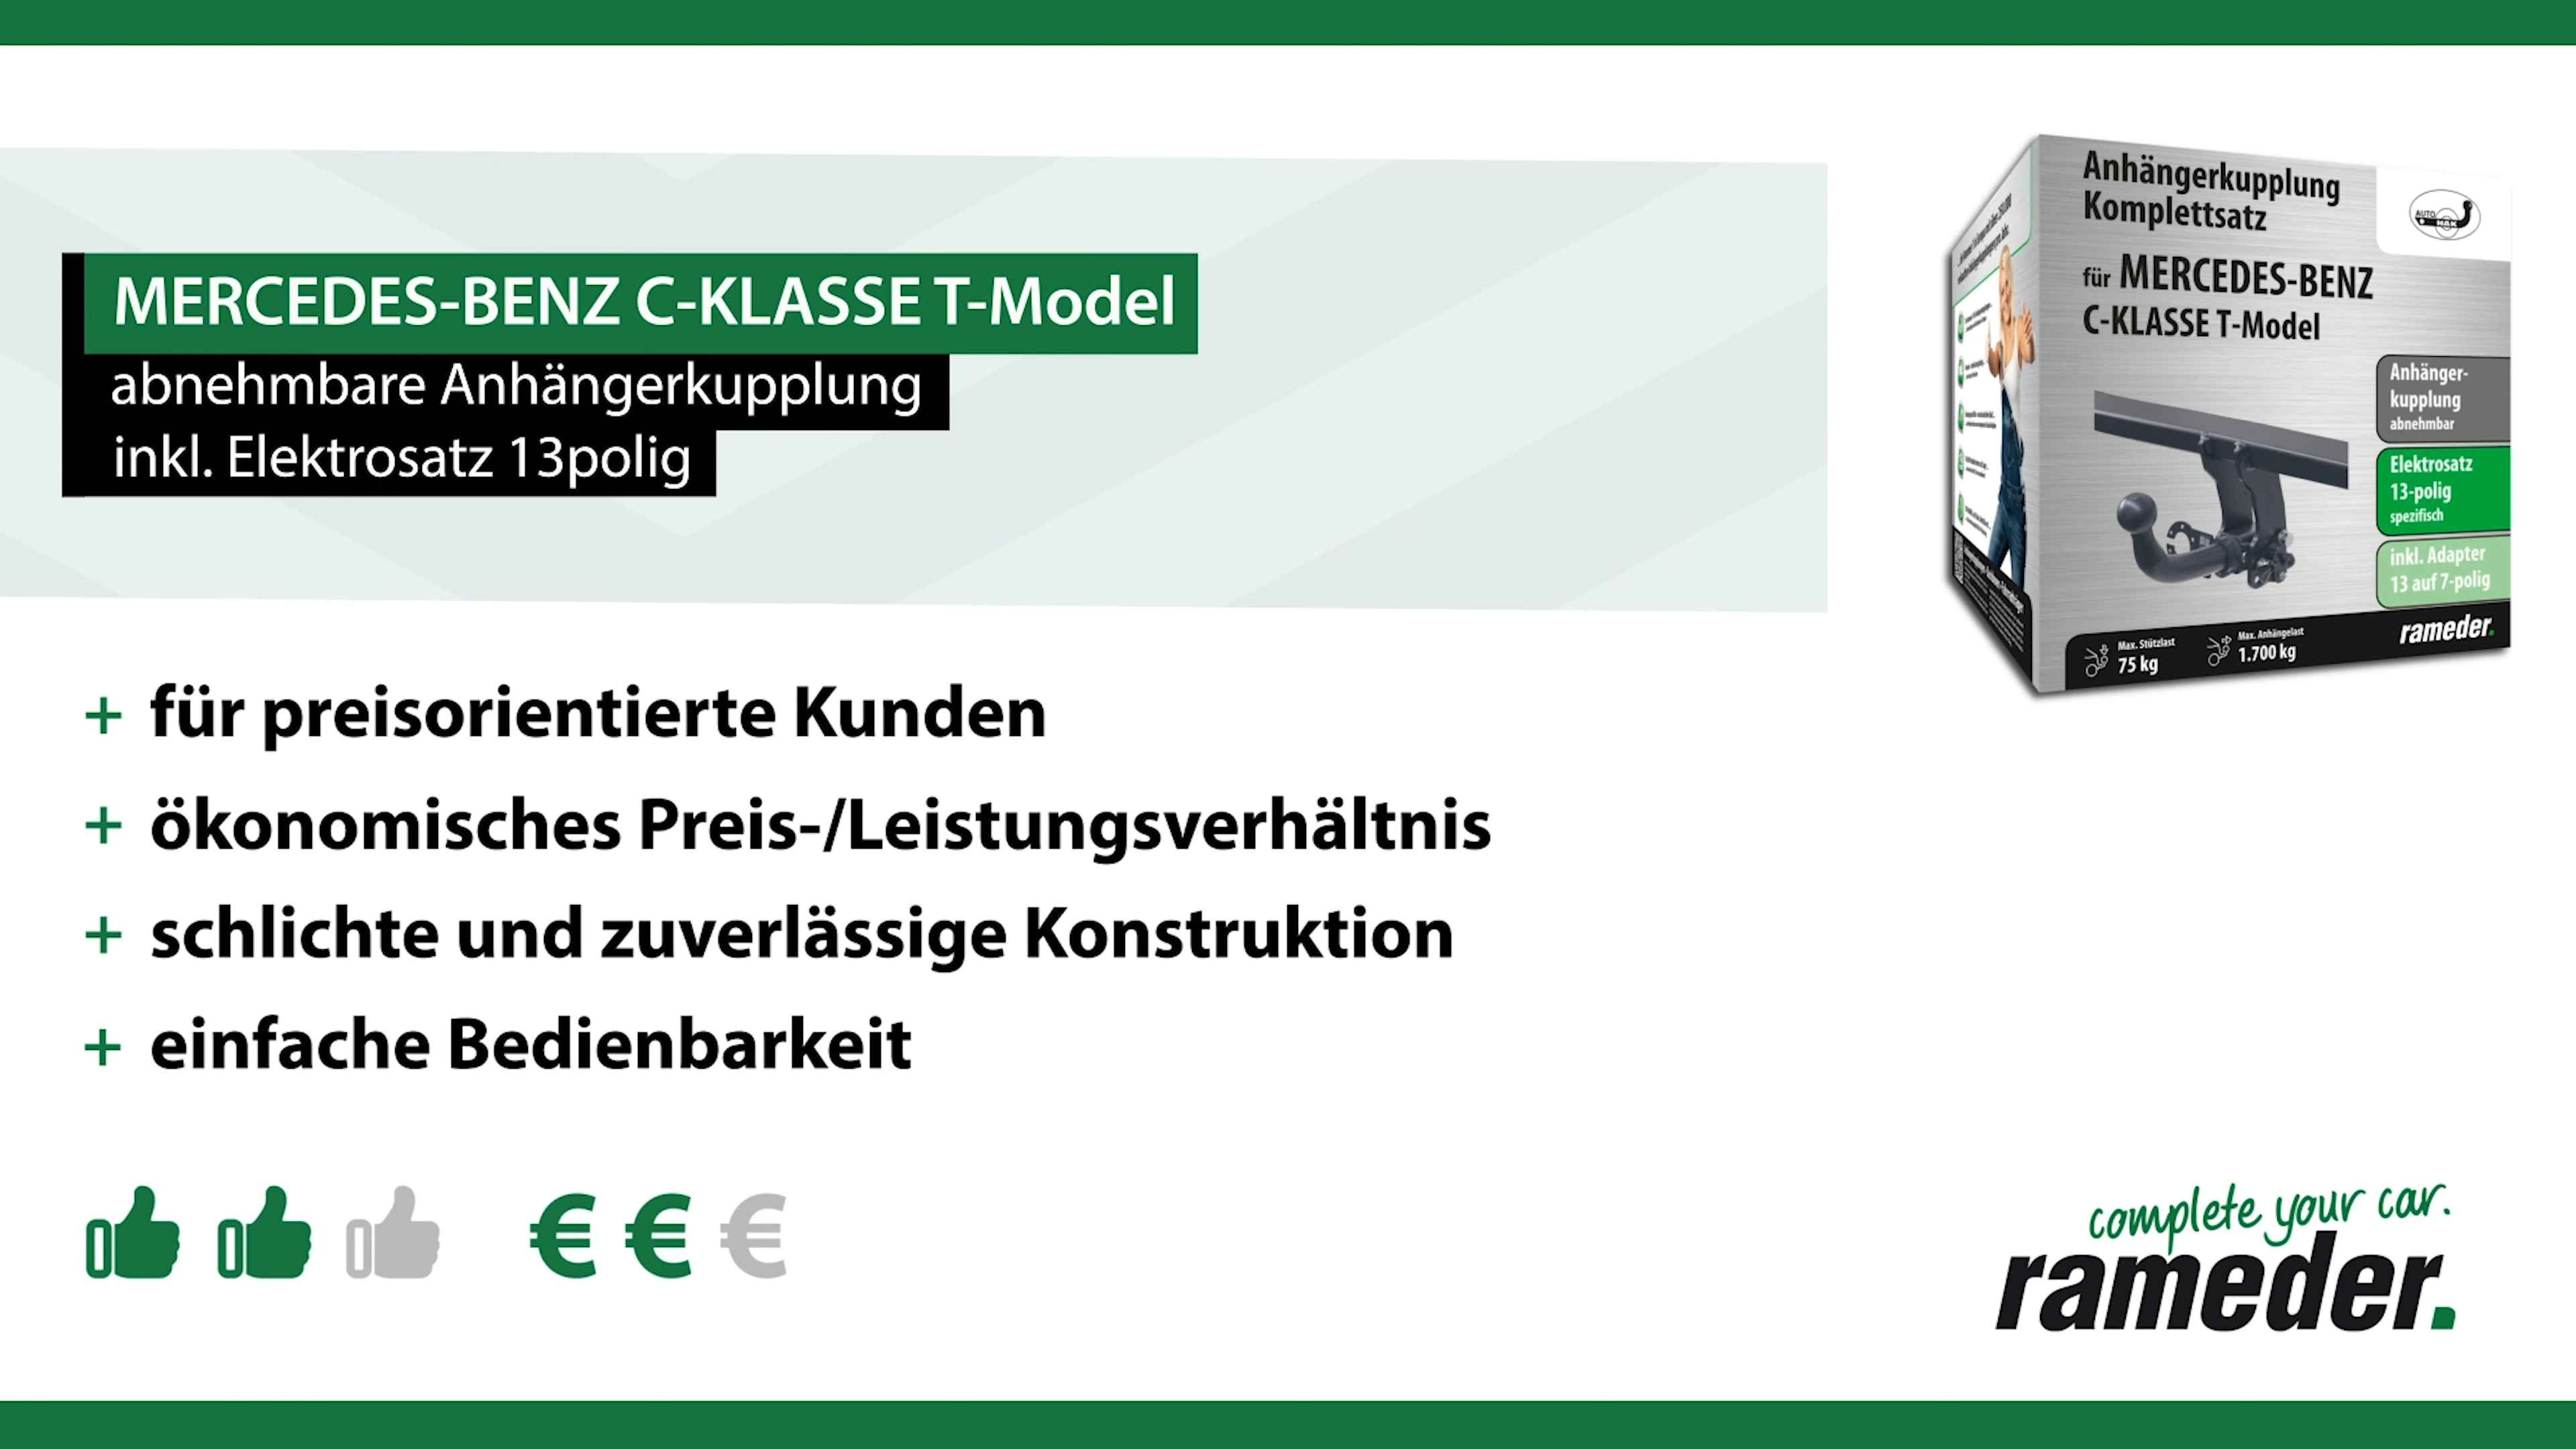 MERCEDES-BENZ C-KLASSE T-Model
abnehmbare Anhängerkupplung
inkl. Elektrosatz 13polig
+ für preisorientierte Kunden
+ ökonomisches Preis-/Leistungsverhältnis
+ schlichte und zuverlässige Konstruktion
+ einfache Bedienbarkeit
€ € €
Anhängerkupplung
Komplettsatz
für MERCEDES-BENZ
C-KLASSE T-Model
AUTO
HAK
Anhänger-
kupplung
abnehmbar
Elektrosatz
13-polig
spezifisch
inkl. Adapter
13 auf 7-polig
Max. Stützlast
75 kg
Max. Anhängelast
1.700 kg
rameder.
complete your car.
rameder.